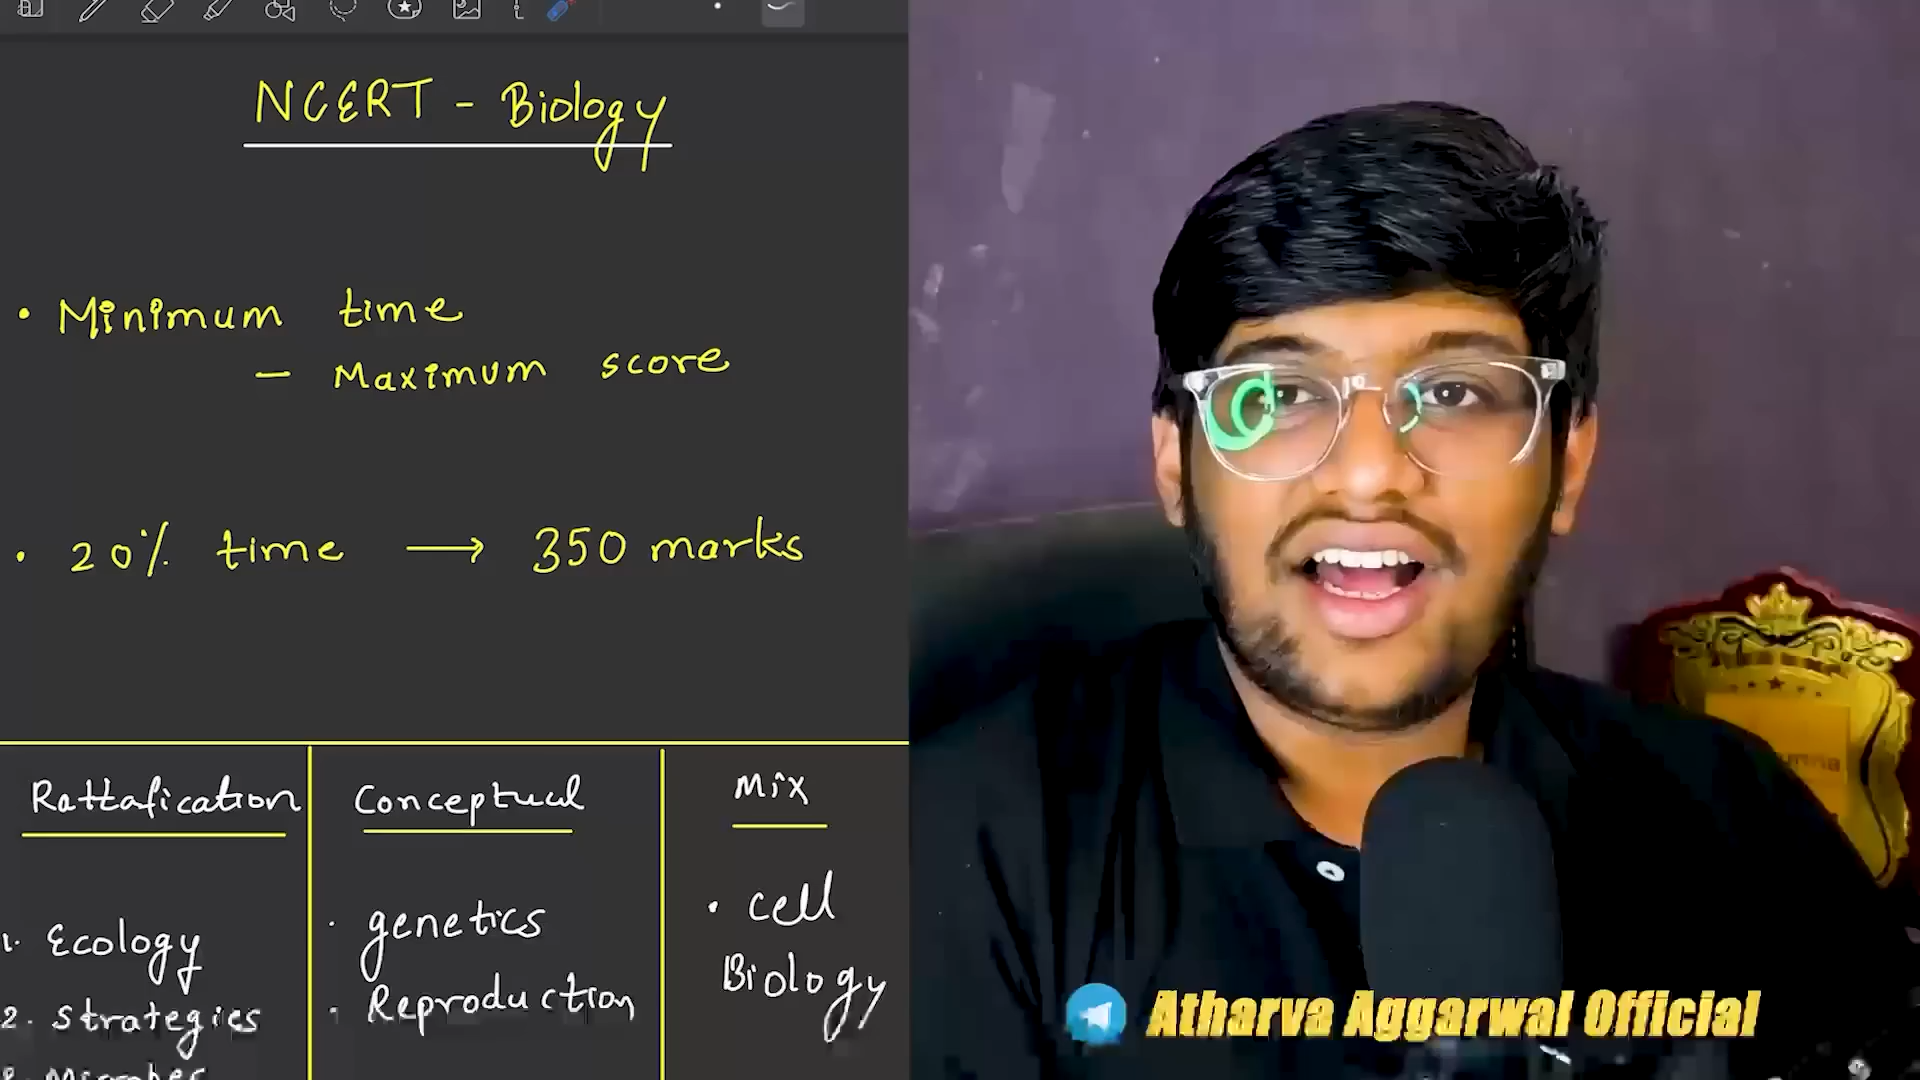 NCERT - Biology
• Minimum time
— Maximum score
• 20% time → 350 marks
Rattafication
Conceptual
Mix
1. Ecology
2. Strategies
• genetics
• Reproduction
• cell
Biology
Atharva Aggarwal Official